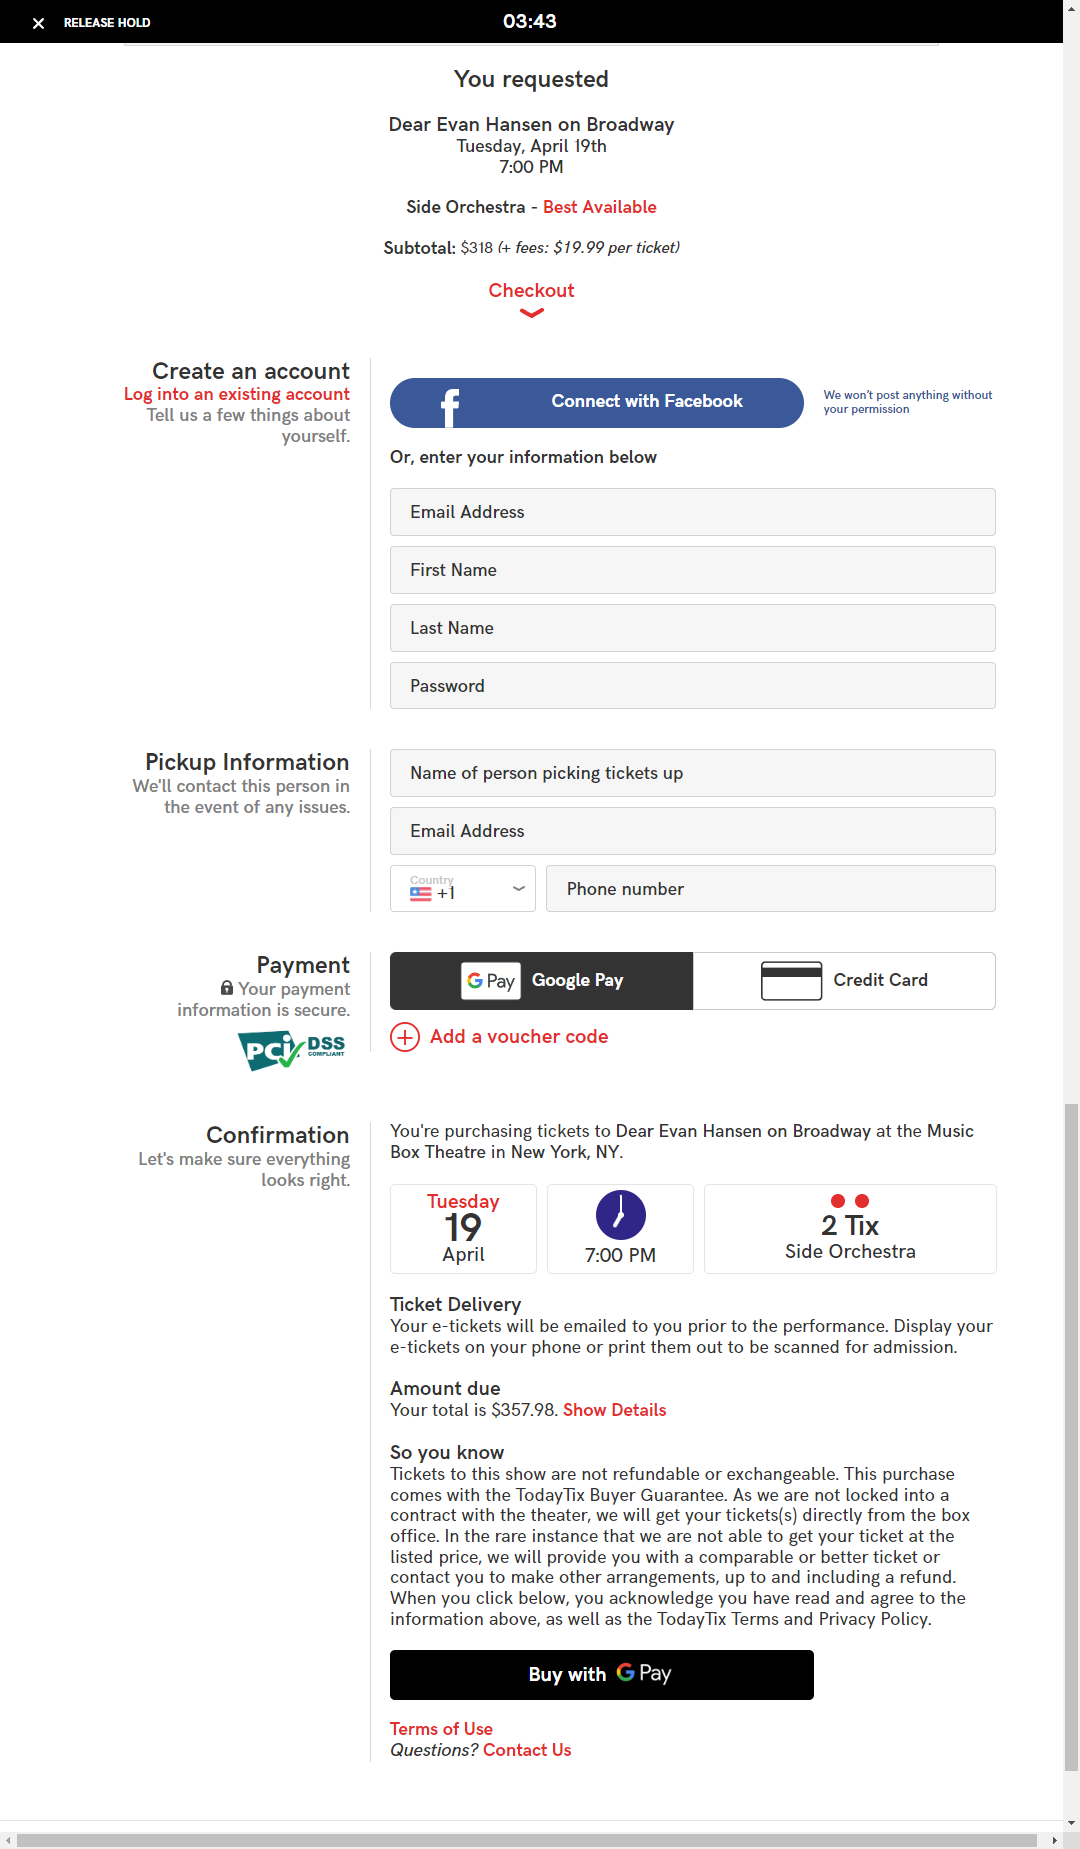 RELEASE HOLD
03:43
You requested
Dear Evan Hansen on Broadway
Tuesday, April 19th
7:00 PM
Side Orchestra - Best Available
Subtotal: $318 (+ fees: $19.99 per ticket)
Checkout
Create an account
Log into an existing account
Tell us a few things about
yourself.
Connect with Facebook
We won't post anything without
your permission
Or, enter your information below
Email Address
First Name
Last Name
Password
Pickup Information
We'll contact this person in
the event of any issues.
Name of person picking tickets up
Email Address
Country
+1
Phone number
Payment
Your payment
information is secure.
PCI DSS
COMPLIANT
G Pay Google Pay
Credit Card
Add a voucher code
Confirmation
Let's make sure everything
looks right.
You're purchasing tickets to Dear Evan Hansen on Broadway at the Music
Box Theatre in New York, NY.
Tuesday
19
April
7:00 PM
2 Tix
Side Orchestra
Ticket Delivery
Your e-tickets will be emailed to you prior to the performance. Display your
e-tickets on your phone or print them out to be scanned for admission.
Amount due
Your total is $357.98. Show Details
So you know
Tickets to this show are not refundable or exchangeable. This purchase
comes with the TodayTix Buyer Guarantee. As we are not locked into a
contract with the theater, we will get your tickets(s) directly from the box
office. In the rare instance that we are not able to get your ticket at the
listed price, we will provide you with a comparable or better ticket or
contact you to make other arrangements, up to and including a refund.
When you click below, you acknowledge you have read and agree to the
information above, as well as the TodayTix Terms and Privacy Policy.
Buy with G Pay
Terms of Use
Questions? Contact Us